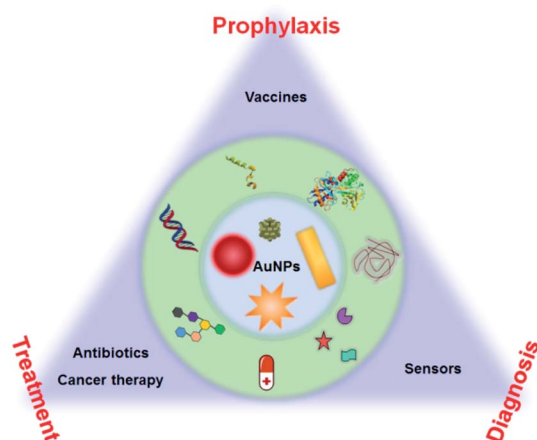 Prophylaxis
Vaccines
AuNPs
Antibiotics
Cancer therapy
Sensors
Treatment
Diagnosis